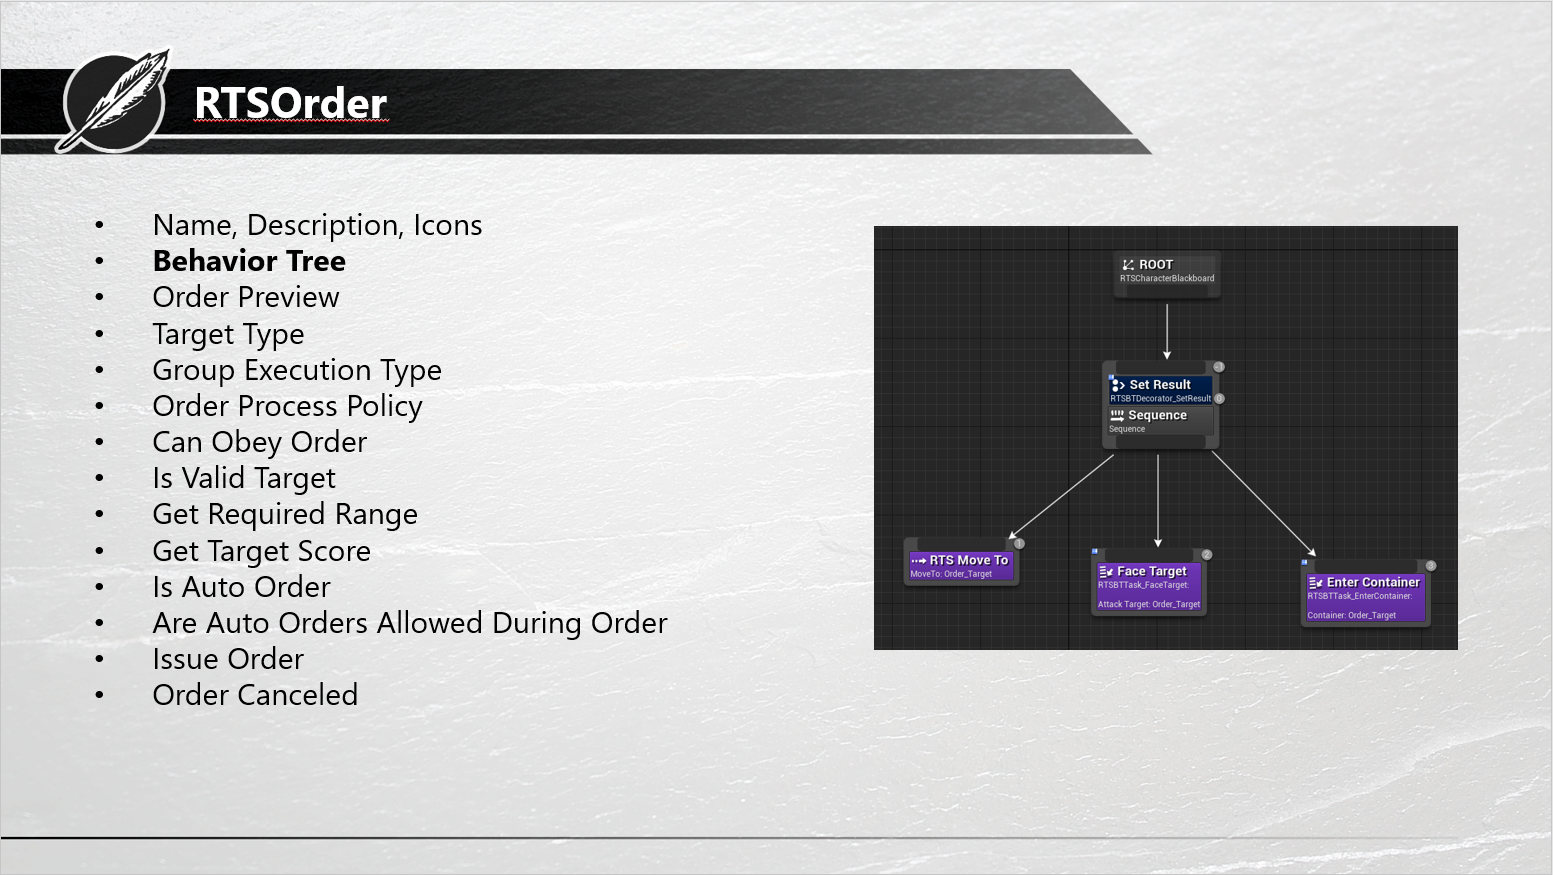 RTSOrder
Name, Description, Icons
Behavior Tree
Order Preview
Target Type
Group Execution Type
Order Process Policy
Can Obey Order
Is Valid Target
Get Required Range
Get Target Score
Is Auto Order
Are Auto Orders Allowed During Order
Issue Order
Order Canceled
ROOT
RTSCharacterBlackboard
Set Result
RTSBTDecorator_SetResult
0
Sequence
Sequence
1
RTS Move To
MoveTo: Order_Target
2
Face Target
RTSBTTask_FaceTarget:
Attack Target: Order_Target
3
Enter Container
RTSBTTask_EnterContainer:
Container: Order_Target